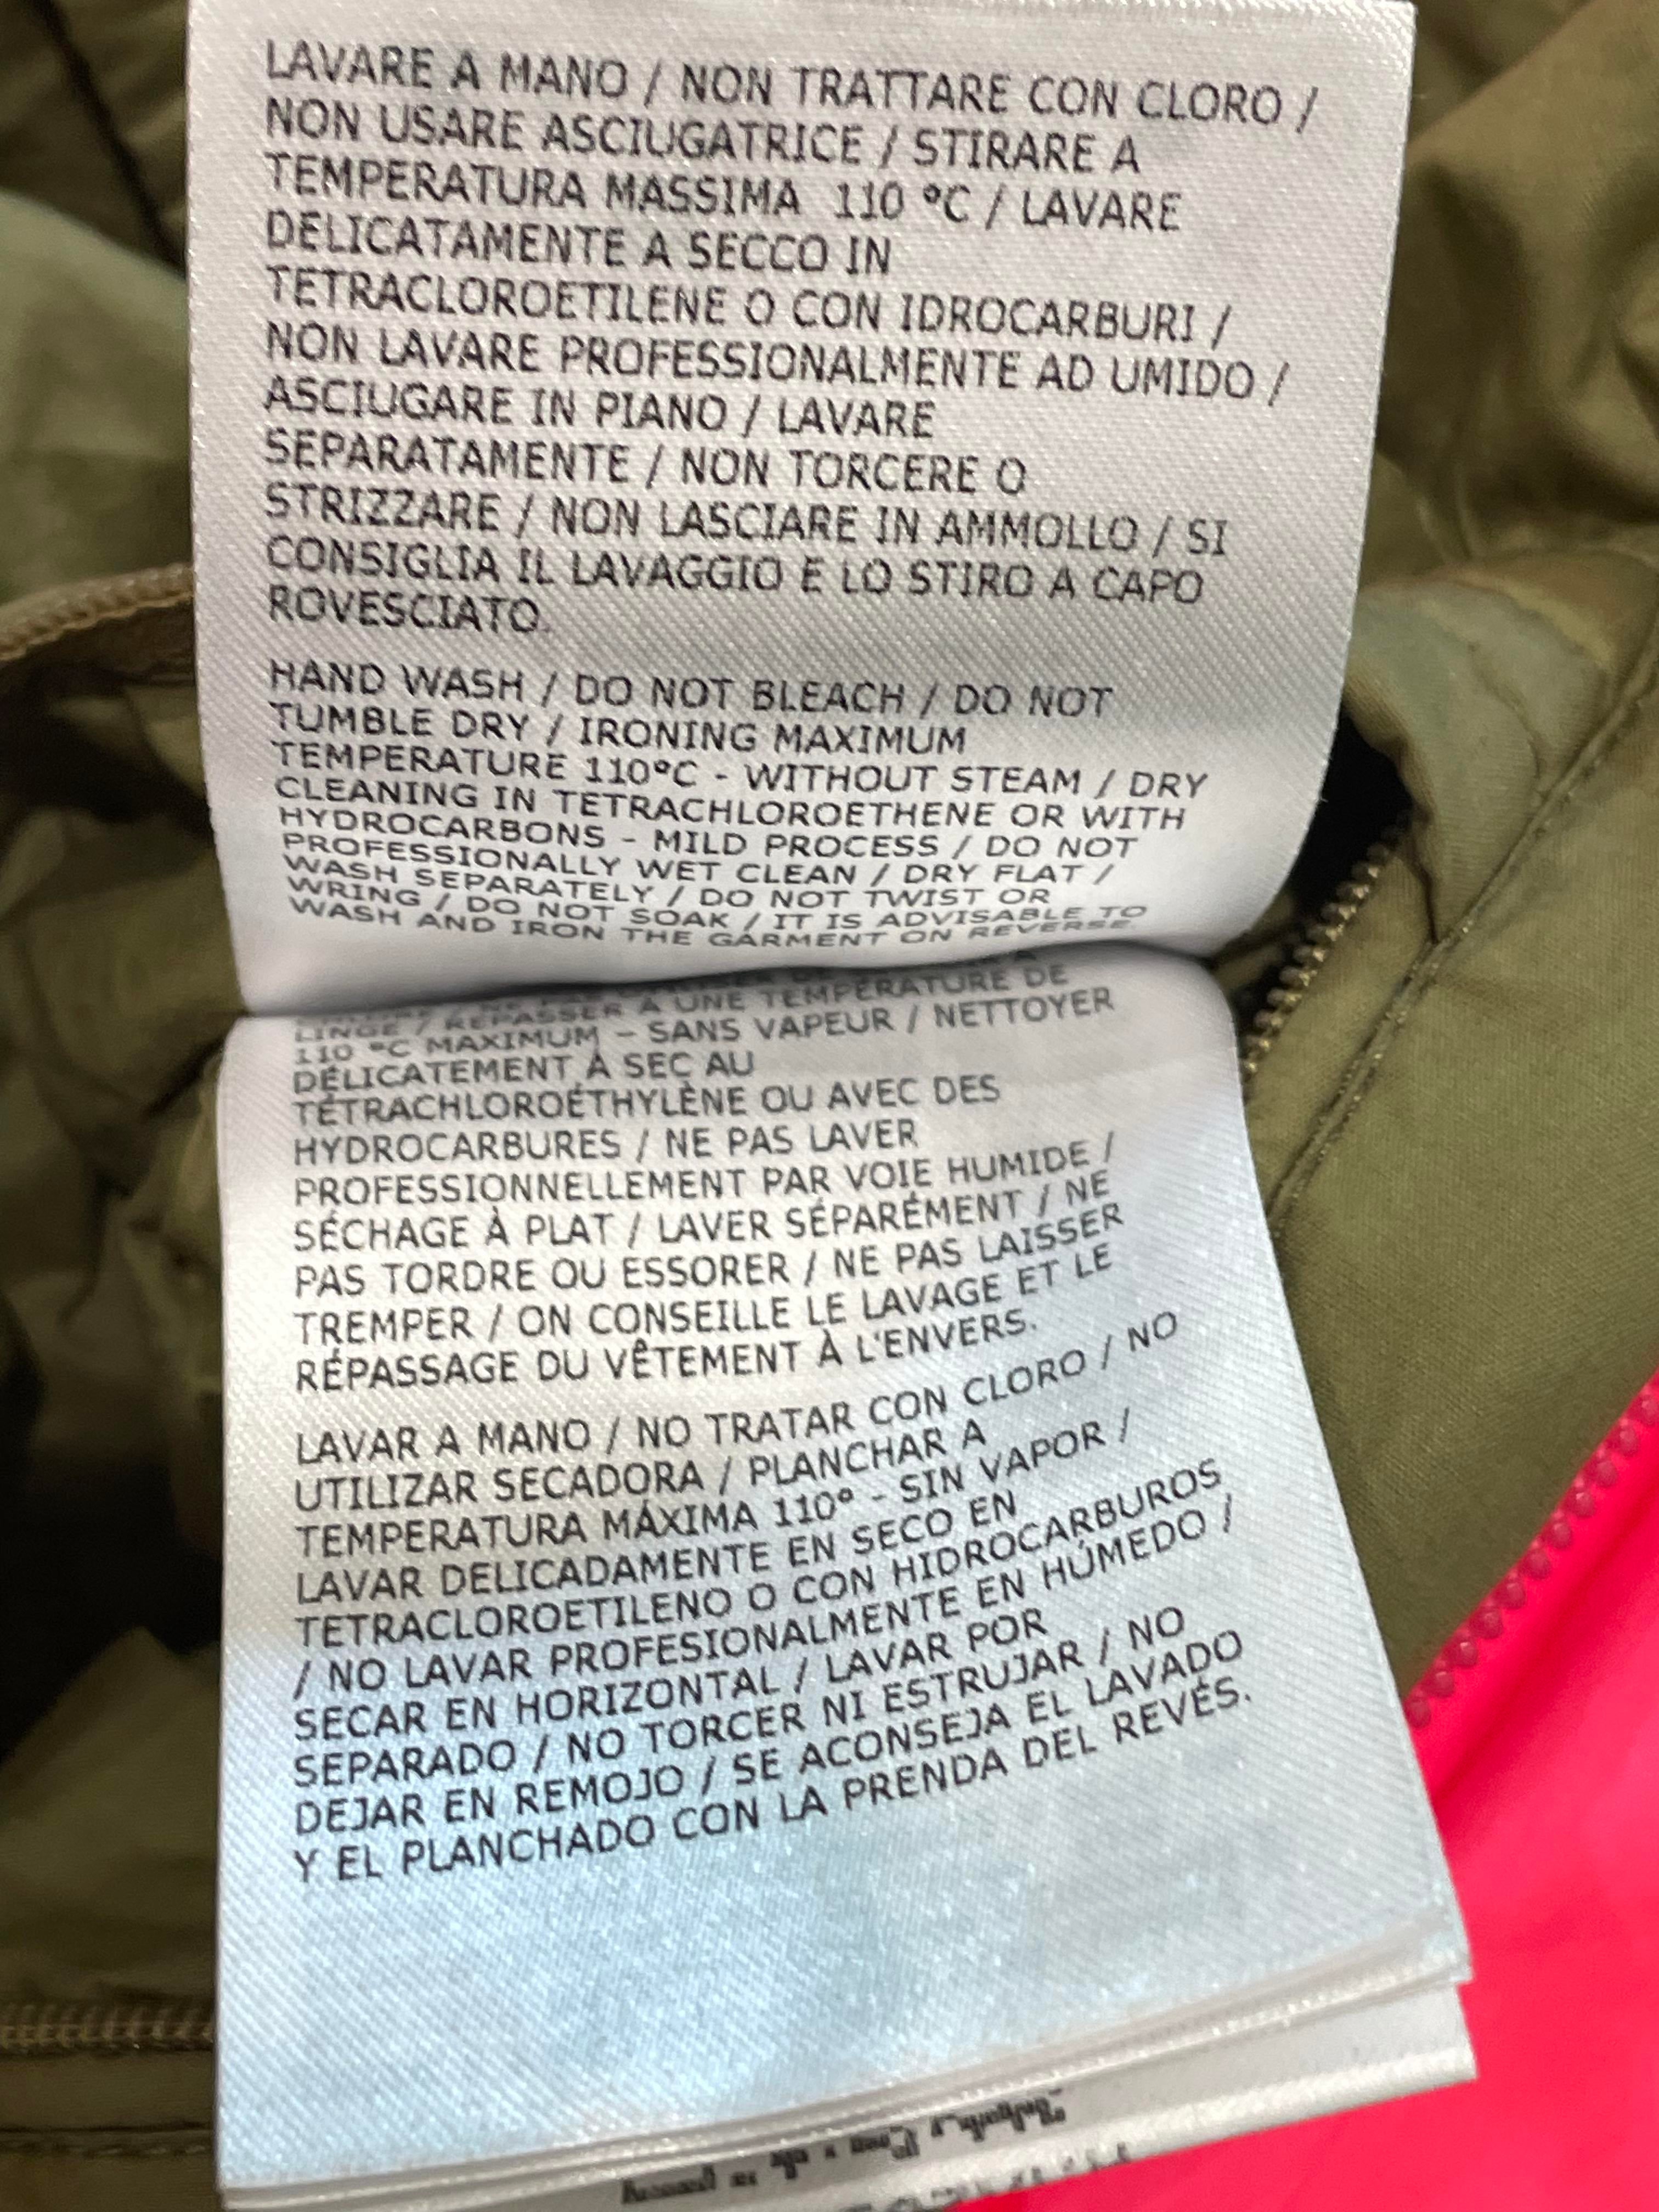 LAVARE A MANO / NON TRATTARE CON CLORO /
NON USARE ASCIUGATRICE / STIRARE A
TEMPERATURA MASSIMA 110 °C / LAVARE
DELICATAMENTE A SECCO IN
TETRACLOROETILENE O CON IDROCARBURI /
NON LAVARE PROFESSIONALMENTE AD UMIDO /
ASCIUGARE IN PIANO / LAVARE
SEPARATAMENTE / NON TORCERE O
STRIZZARE / NON LASCIARE IN AMMOLLO / SI
CONSIGLIA IL LAVAGGIO E LO STIRO A CAPO
ROVESCIATO.
HAND WASH / DO NOT BLEACH / DO NOT
TUMBLE DRY / IRONING MAXIMUM
TEMPERATURE 110°C - WITHOUT STEAM / DRY
CLEANING IN TETRACHLOROETHENE OR WITH
HYDROCARBONS - MILD PROCESS / DO NOT
PROFESSIONALLY WET CLEAN / DRY FLAT /
WASH SEPARATELY / DO NOT TWIST OR
WRING / DO NOT SOAK / IT IS ADVISABLE TO
WASH AND IRON THE GARMENT ON REVERSE.
LINGE / REPASSER À UNE TEMPÉRATURE DE
110 °C MAXIMUM – SANS VAPEUR / NETTOYER
DÉLICATEMENT À SEC AU
TÉTRACHLOROÉTHYLÈNE OU AVEC DES
HYDROCARBURES / NE PAS LAVER
PROFESSIONNELLEMENT PAR VOIE HUMIDE /
SÉCHAGE À PLAT / LAVER SÉPARÉMENT / NE
PAS TORDRE OU ESSORER / NE PAS LAISSER
TREMPER / ON CONSEILLE LE LAVAGE ET LE
RÉPASSAGE DU VÊTEMENT À L'ENVERS.
LAVAR A MANO / NO TRATAR CON CLORO / NO
UTILIZAR SECADORA / PLANCHAR A
TEMPERATURA MÁXIMA 110° - SIN VAPOR /
LAVAR DELICADAMENTE EN SECO EN
TETRACLOROETILENO O CON HIDROCARBUROS
/ NO LAVAR PROFESIONALMENTE EN HÚMEDO /
SECAR EN HORIZONTAL / LAVAR POR
SEPARADO / NO TORCER NI ESTRUJAR / NO
DEJAR EN REMOJO / SE ACONSEJA EL LAVADO
Y EL PLANCHADO CON LA PRENDA DEL REVÉS.